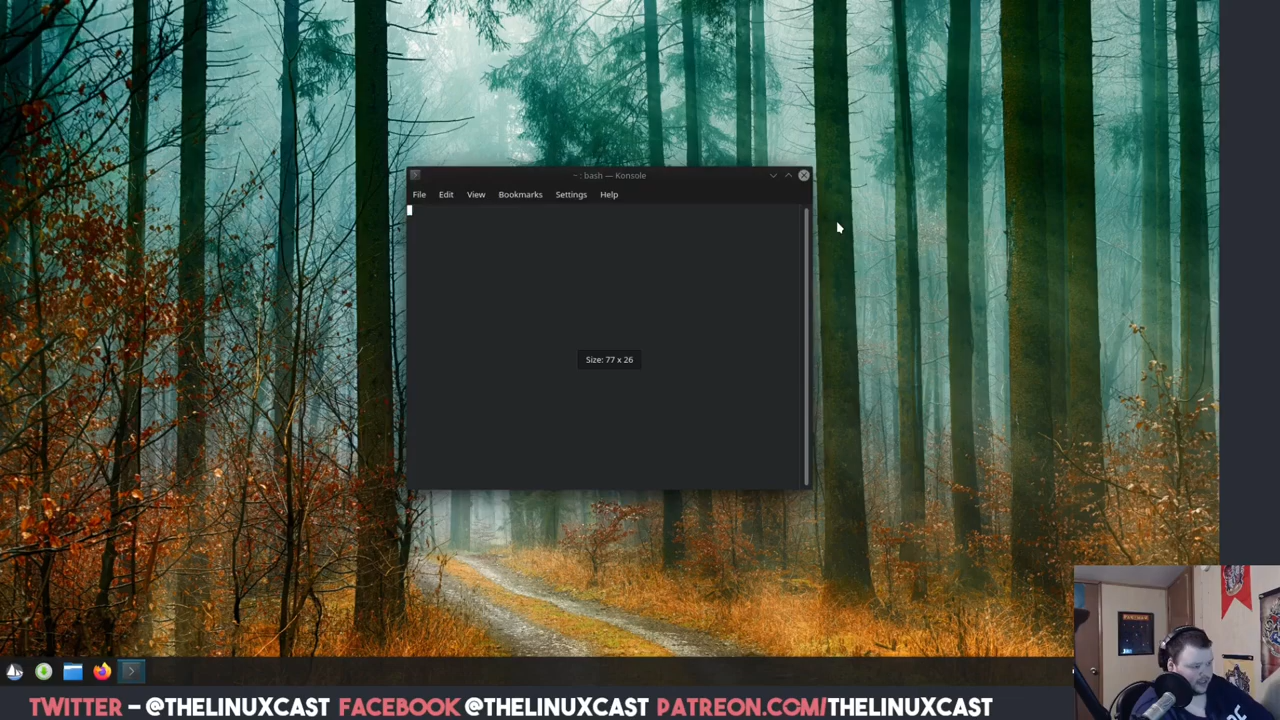 ~ : bash — Konsole
File Edit View Bookmarks Settings Help
Size: 77 x 26
TWITTER – @THELINUXCAST FACEBOOK @THELINUXCAST PATREON.COM/THELINUXCAST